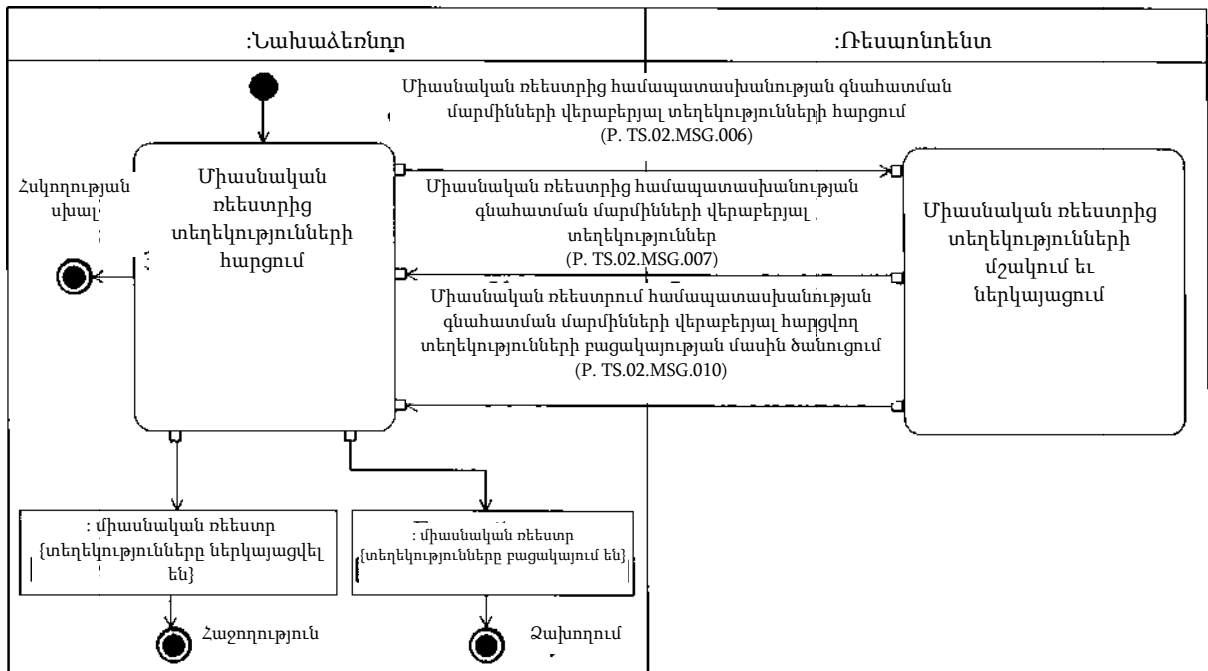 :Նախաձեռնող
:Ռեսպոնդենտ
Միասնական ռեեստրից համապատասխանության գնահատման
մարմինների վերաբերյալ տեղեկությունների հարցում
(P. TS.02.MSG.006)
Հսկողության
սխալ
Միասնական
ռեեստրից
տեղեկությունների
հարցում
Միասնական ռեեստրից համապատասխանության
գնահատման մարմինների վերաբերյալ
տեղեկություններ
(P. TS.02.MSG.007)
Միասնական ռեեստրից
տեղեկությունների
մշակում եւ
ներկայացում
Միասնական ռեեստրում համապատասխանության
գնահատման մարմինների վերաբերյալ հարցվող
տեղեկությունների բացակայության մասին ծանուցում
(P. TS.02.MSG.010)
: միասնական ռեեստր
{տեղեկությունները ներկայացվել
են}
: միասնական ռեեստր
{տեղեկությունները բացակայում են}
Հաջողություն
Ձախողում